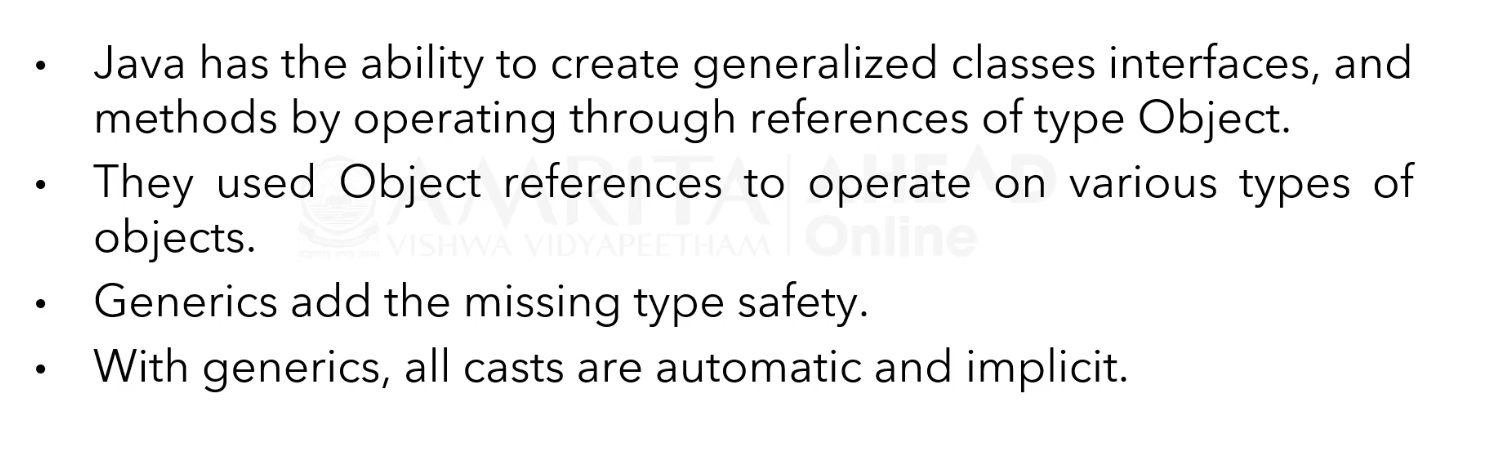 • Java has the ability to create generalized classes interfaces, and
methods by operating through references of type Object.
• They used Object references to operate on various types of
objects.
• Generics add the missing type safety.
• With generics, all casts are automatic and implicit.
AMRITA
VISHWA VIDYAPEETHAM
AHEAD
Online